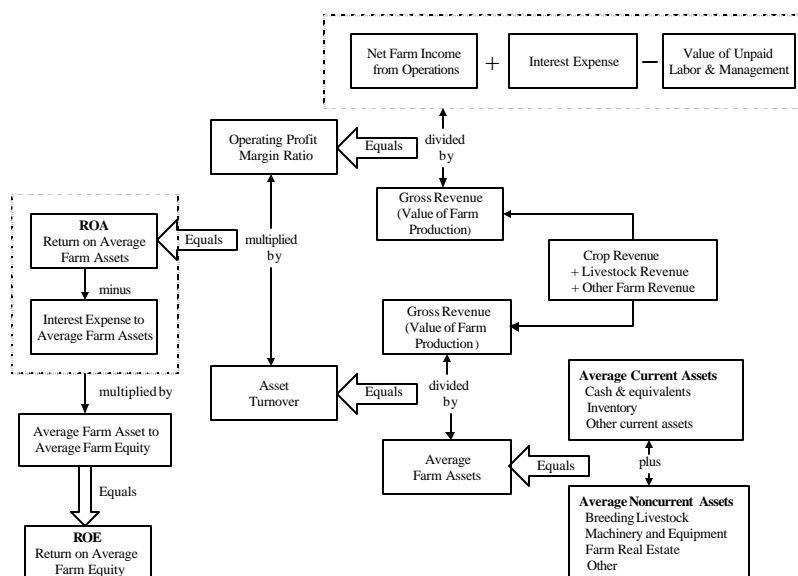 Net Farm Income
from Operations
+
Interest Expense
−
Value of Unpaid
Labor & Management
Operating Profit
Margin Ratio
Equals
divided
by
Gross Revenue
(Value of Farm
Production)
ROA
Return on Average
Farm Assets
Equals
multiplied
by
Crop Revenue
+ Livestock Revenue
+ Other Farm Revenue
minus
Interest Expense to
Average Farm Assets
Gross Revenue
(Value of Farm
Production)
multiplied by
Asset
Turnover
Equals
divided
by
Average Current Assets
Cash & equivalents
Inventory
Other current assets
Average Farm Asset to
Average Farm Equity
Average
Farm Assets
Equals
plus
Equals
Average Noncurrent Assets
Breeding Livestock
Machinery and Equipment
Farm Real Estate
Other
ROE
Return on Average
Farm Equity